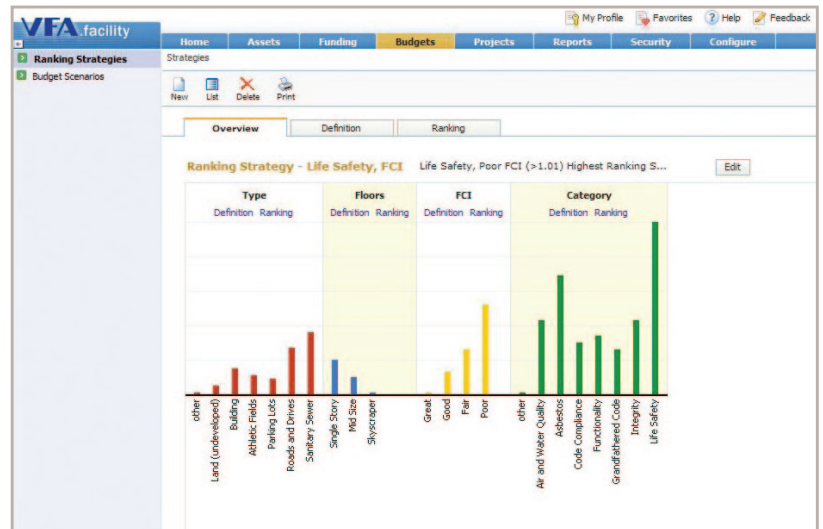 VFA.facility
My Profile Favorites Help Feedback
Home Assets Funding Budgets Projects Reports Security Configure
Ranking Strategies
Budget Scenarios
Strategies
New List Delete Print
Overview Definition Ranking
Ranking Strategy - Life Safety, FCI Life Safety, Poor FCI (>1.01) Highest Ranking S... Edit
Type Floors FCI Category
Definition Ranking Definition Ranking Definition Ranking Definition Ranking
other
Land (undeveloped)
Building
Athletic Fields
Parking Lots
Roads and Drives
Sanitary Sewer
Single Story
Mid Size
Skyscraper
Great
Good
Fair
Poor
other
Air and Water Quality
Asbestos
Code Compliance
Functionality
Grandfathered Code
Integrity
Life Safety